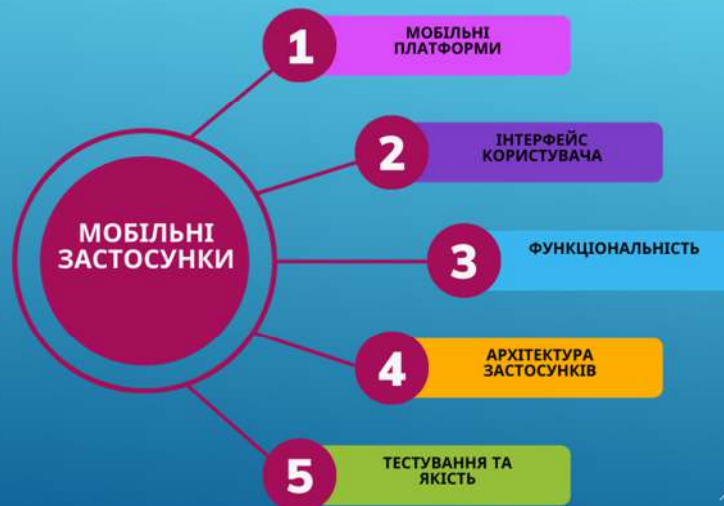 1
МОБІЛЬНІ
ПЛАТФОРМИ
2
ІНТЕРФЕЙС
КОРИСТУВАЧА
МОБІЛЬНІ
ЗАСТОСУНКИ
3
ФУНКЦІОНАЛЬНІСТЬ
4
АРХІТЕКТУРА
ЗАСТОСУНКІВ
5
ТЕСТУВАННЯ ТА
ЯКІСТЬ